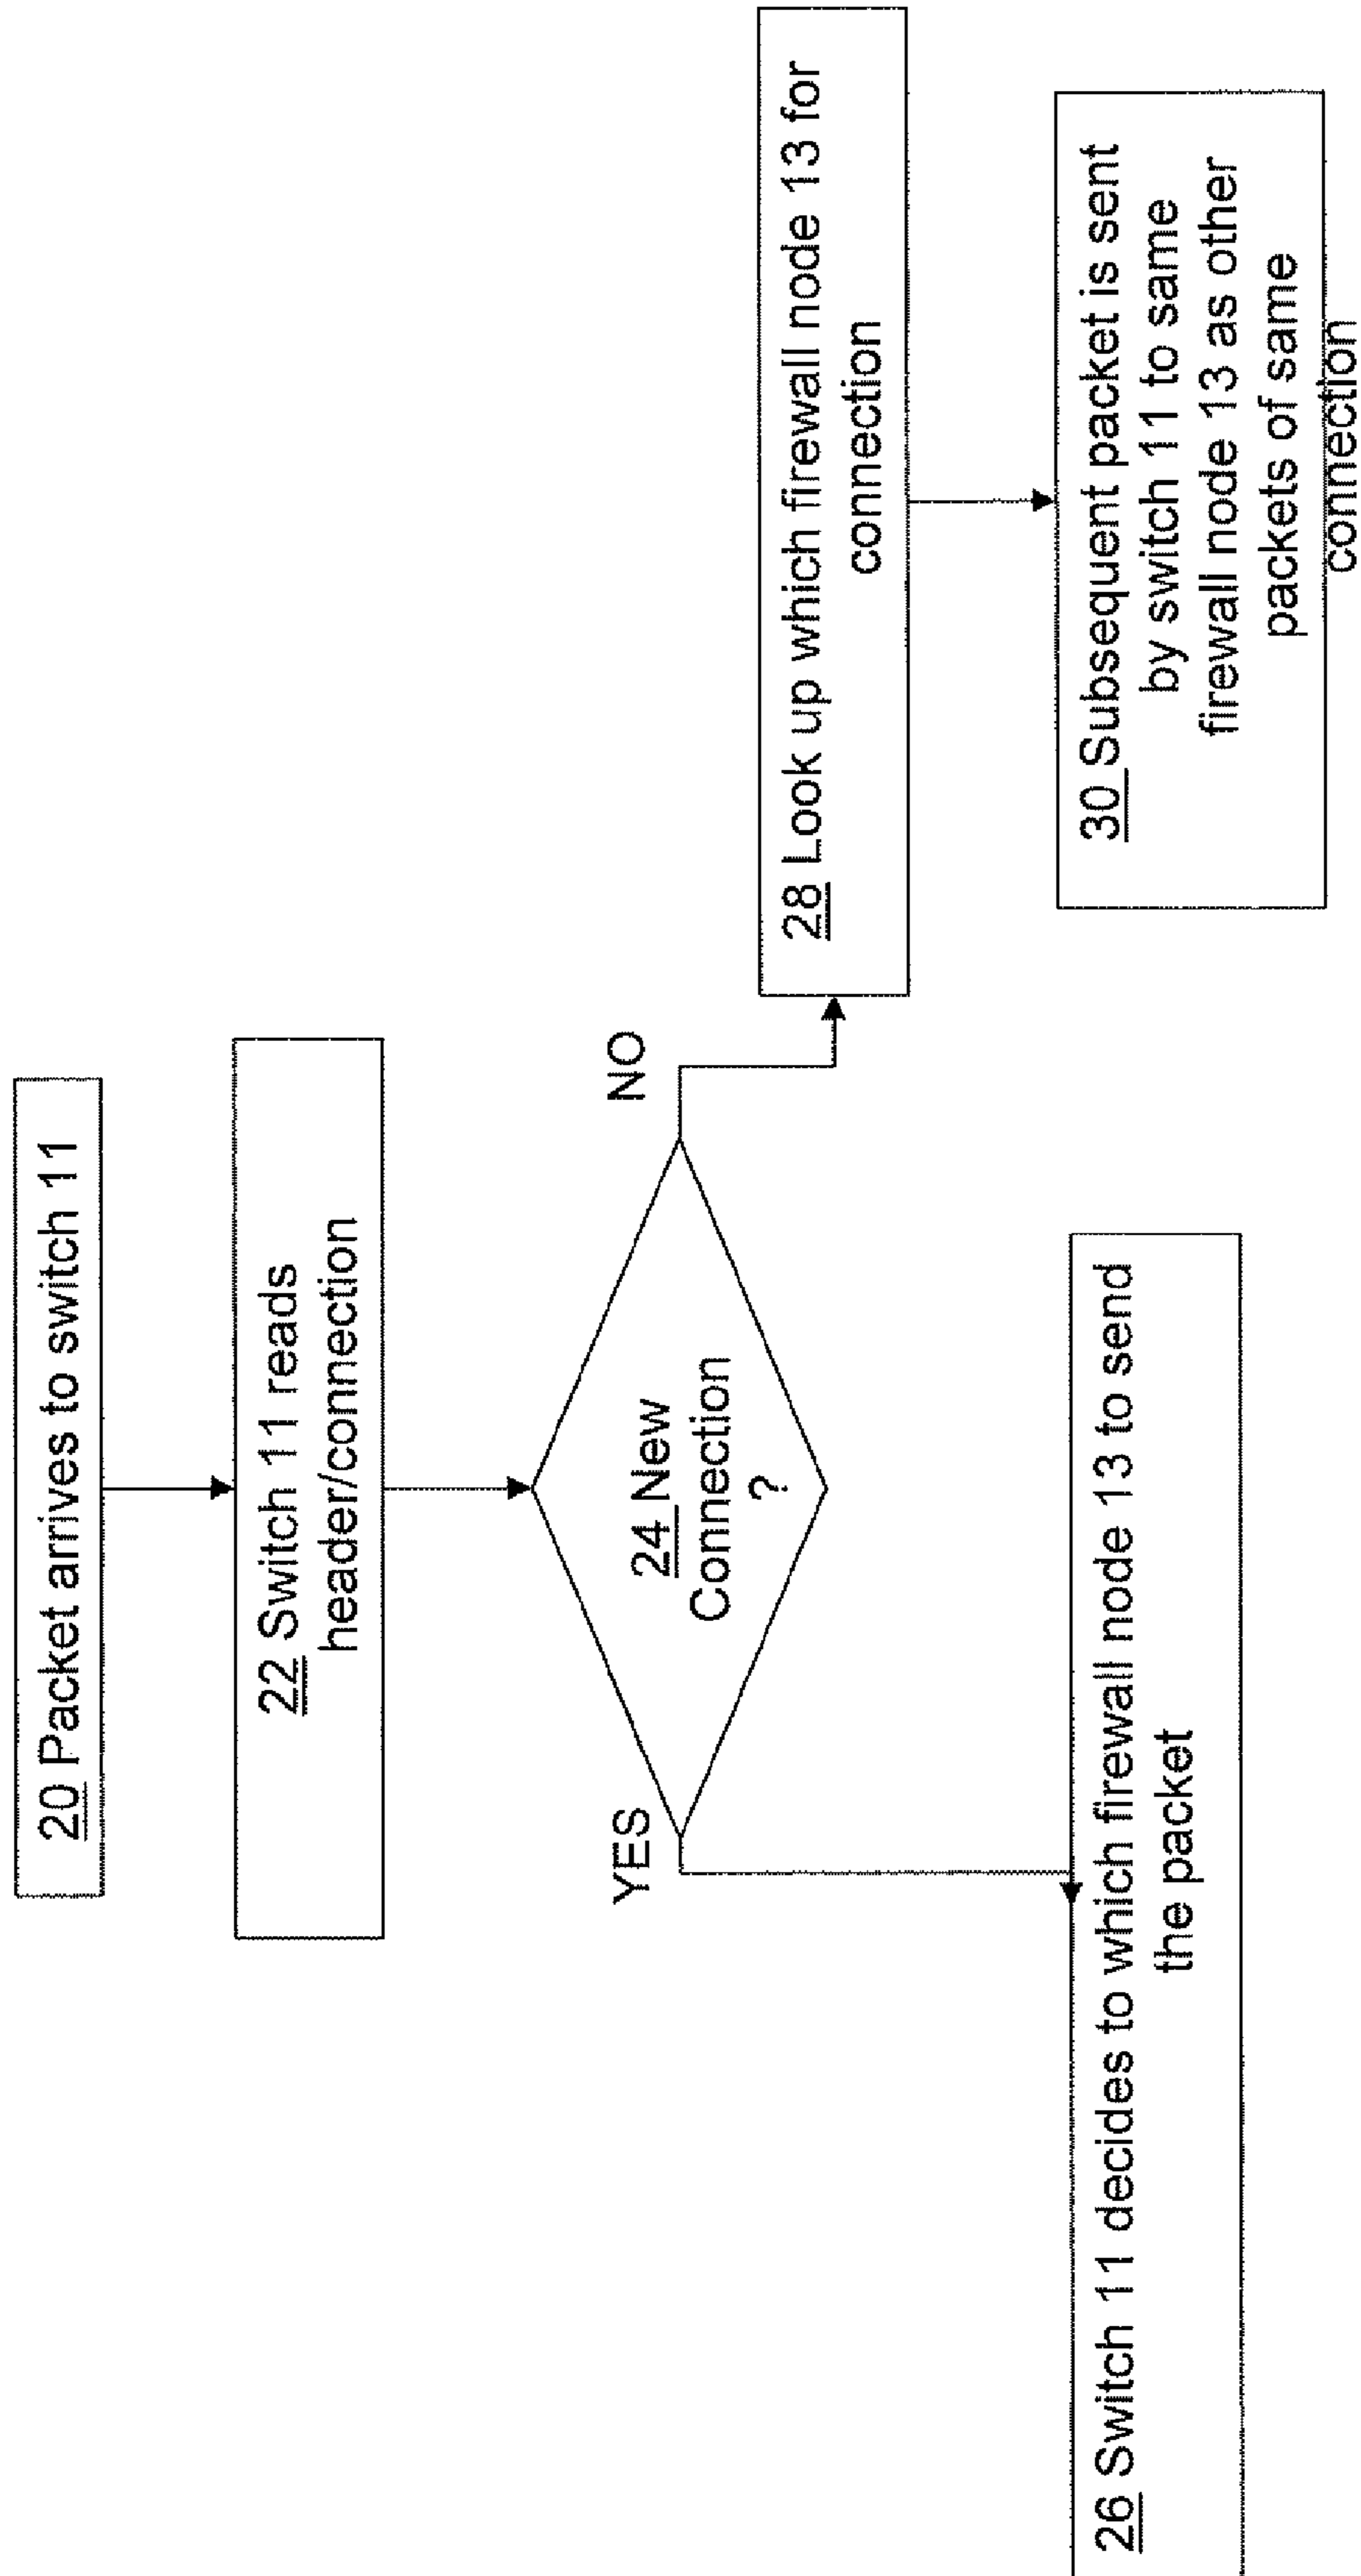 20 Packet arrives to switch 11
22 Switch 11 reads
header/connection
24 New
Connection
?
YES
NO
26 Switch 11 decides to which firewall node 13 to send
the packet
28 Look up which firewall node 13 for
connection
30 Subsequent packet is sent
by switch 11 to same
firewall node 13 as other
packets of same
connection